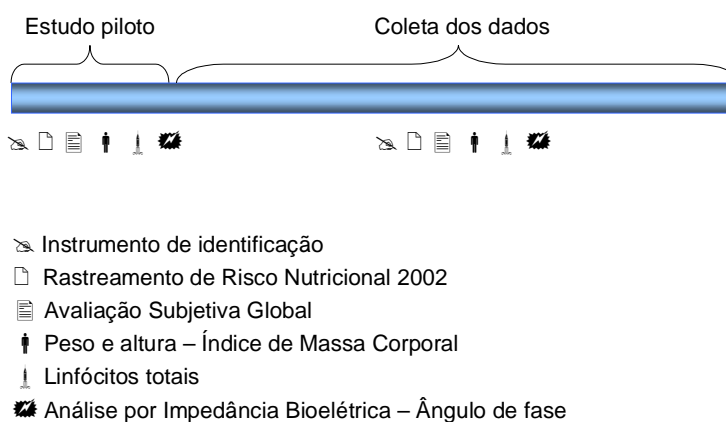 Estudo piloto
Coleta dos dados
Instrumento de identificação
Rastreamento de Risco Nutricional 2002
Avaliação Subjetiva Global
Peso e altura – Índice de Massa Corporal
Linfócitos totais
Análise por Impedância Bioelétrica – Ângulo de fase